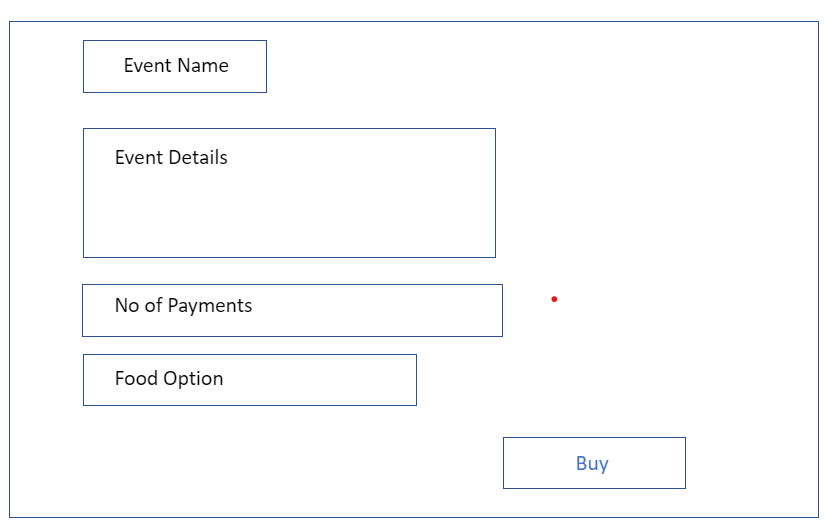 Event Name
Event Details
No of Payments
Food Option
Buy